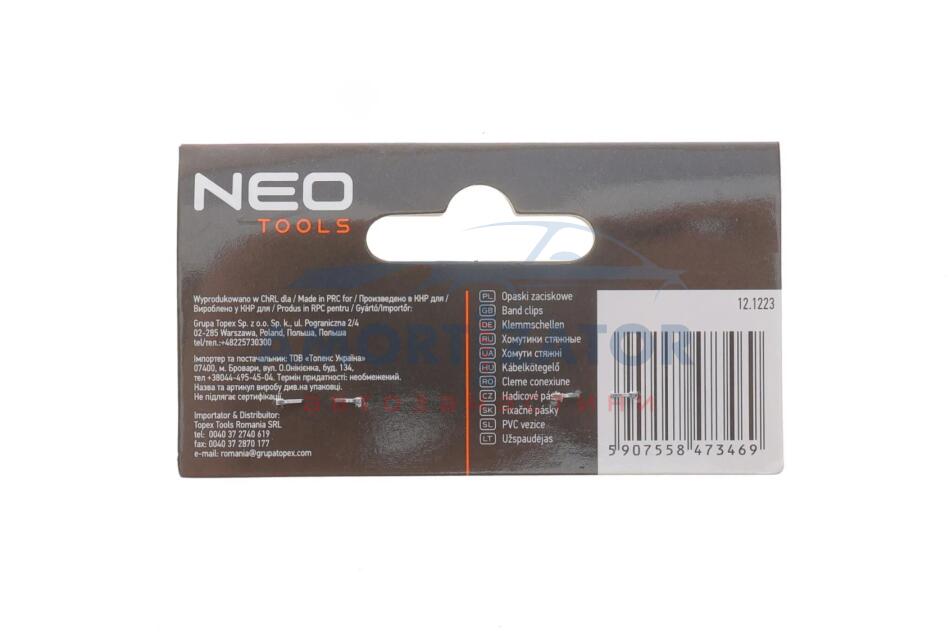 NEO
TOOLS
Wyprodukowano w ChRL dla / Made in PRC for / Произведено в КНР для /
Вироблено у КНР для / Produs in RPC pentru / Gyártó/Importőr:
Grupa Topex Sp. z o.o. Sp. k., ul. Pograniczna 2/4
02-285 Warszawa, Poland, Польша, Польша
tel/тел.:+48225730300
Імпортер та постачальник: ТОВ «Топекс Україна»
07400, м. Бровари, вул. О.Онікієнка, буд. 134,
тел +38044-495-45-04. Термін придатності: необмежений.
Назва та артикул виробу див.на упаковці.
Не підлягає сертифікації.
Importator & Distribuitor:
Topex Tools Romania SRL
tel: 0040 37 2740 619
fax: 0040 37 2870 177
e-mail: romania@grupatopex.com
PL Opaski zaciskowe
GB Band clips
DE Klemmschellen
RU Хомутики стяжные
UA Хомути стяжні
HU Kábelkötegelő
RO Cleme conexiune
CZ Hadicové pásky
SK Fixačné pásky
SL PVC vezice
LT Užspaudėjas
12.1223
5 907558 473469
AMORTIZATOR
автозапчастини